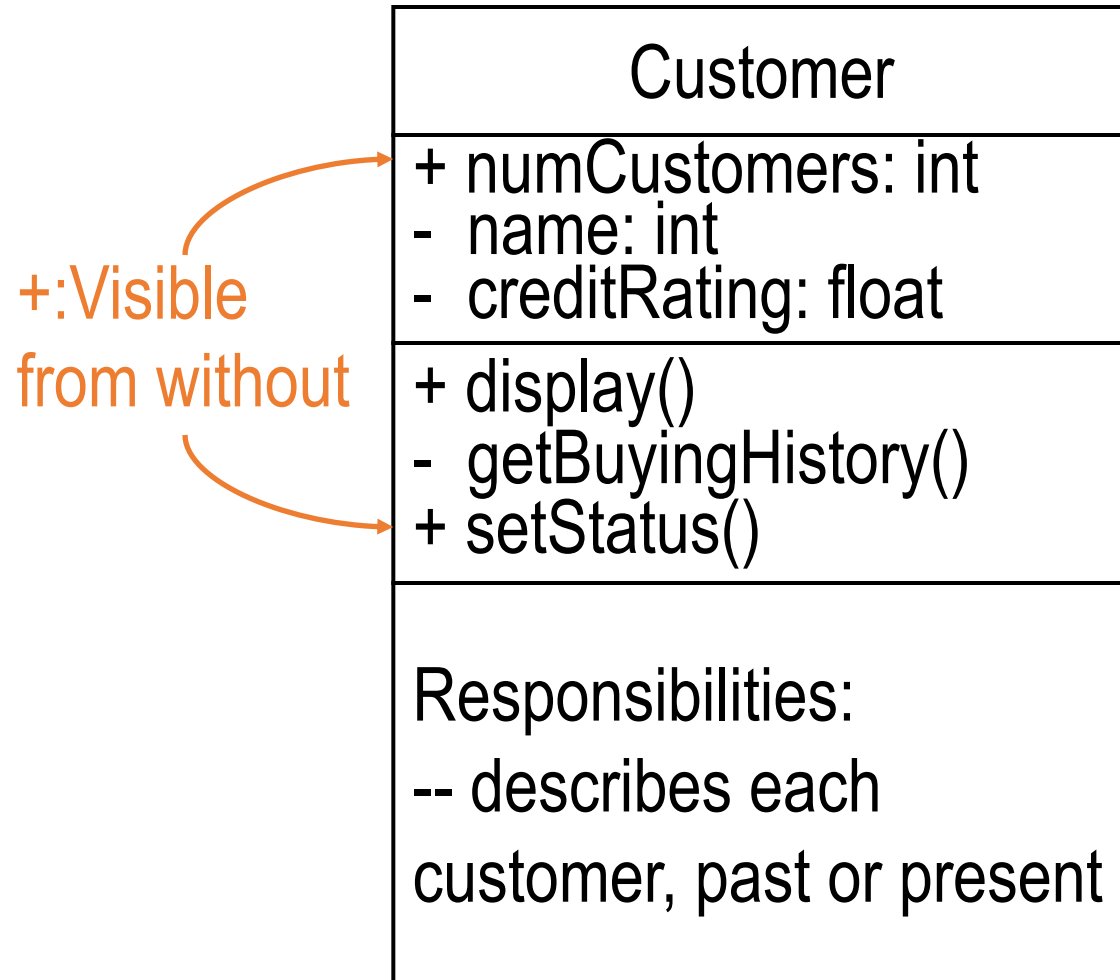 Customer
+ numCustomers: int
- name: int
- creditRating: float
+:Visible
from without
+ display()
- getBuyingHistory()
+ setStatus()
Responsibilities:
-- describes each
customer, past or present